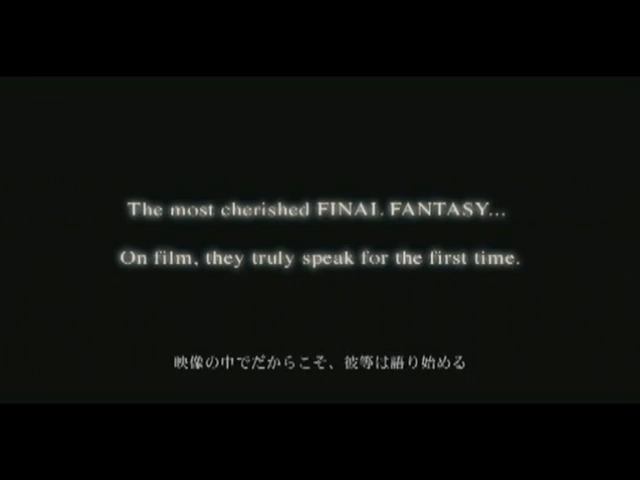 The most cherished FINAL FANTASY...
On film, they truly speak for the first time.
映像の中でだからこそ、彼等は語り始める